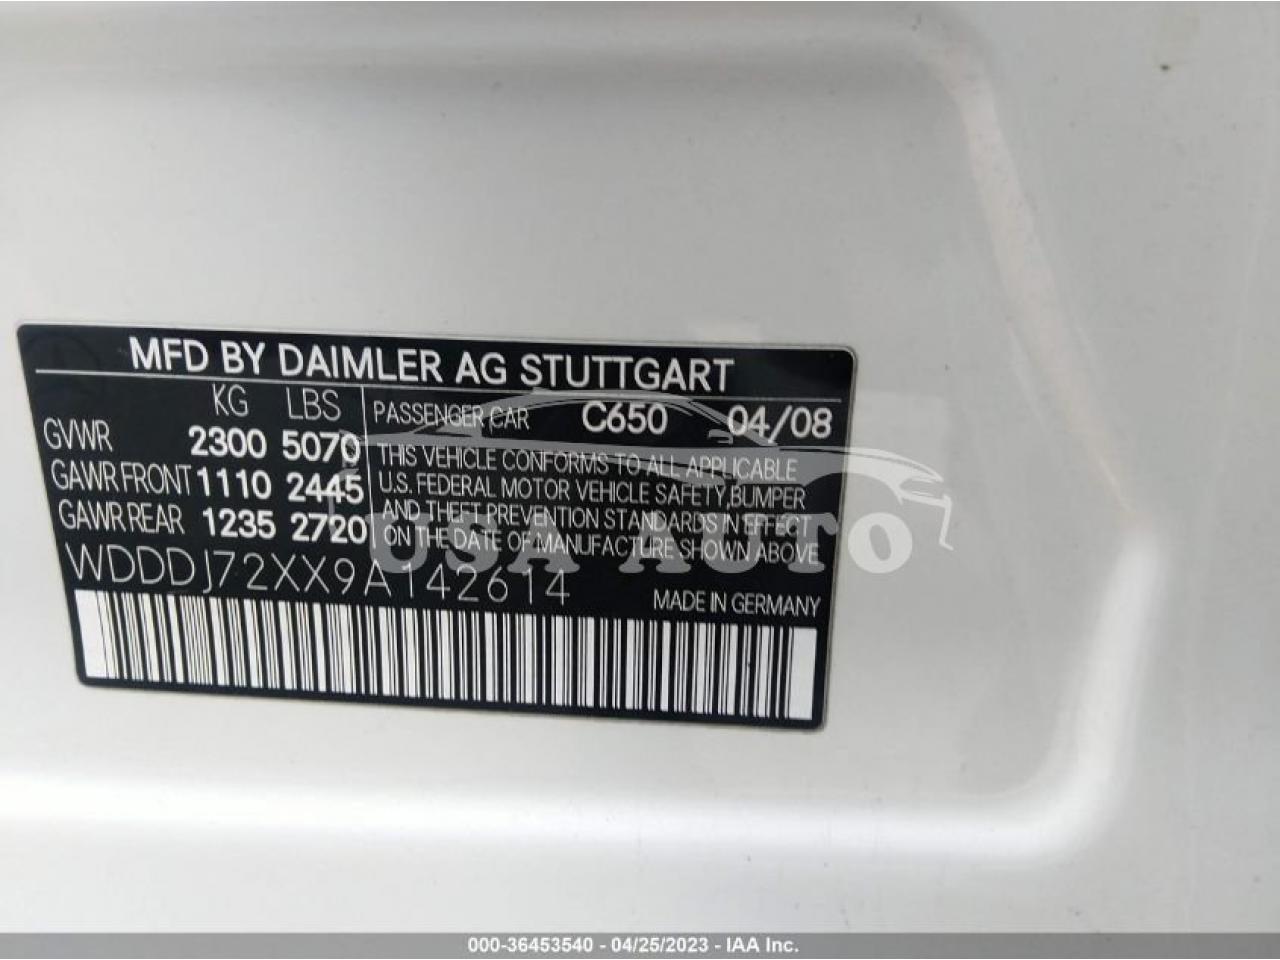 MFD BY DAIMLER AG STUTTGART
KG LBS
GVWR 2300 5070
GAWR FRONT 1110 2445
GAWR REAR 1235 2720
PASSENGER CAR C650 04/08
THIS VEHICLE CONFORMS TO ALL APPLICABLE
U.S. FEDERAL MOTOR VEHICLE SAFETY, BUMPER
AND THEFT PREVENTION STANDARDS IN EFFECT
ON THE DATE OF MANUFACTURE SHOWN ABOVE
WDDDJ72XX9A142614
MADE IN GERMANY
USA AUTO
000-36453540 - 04/25/2023 - IAA Inc.